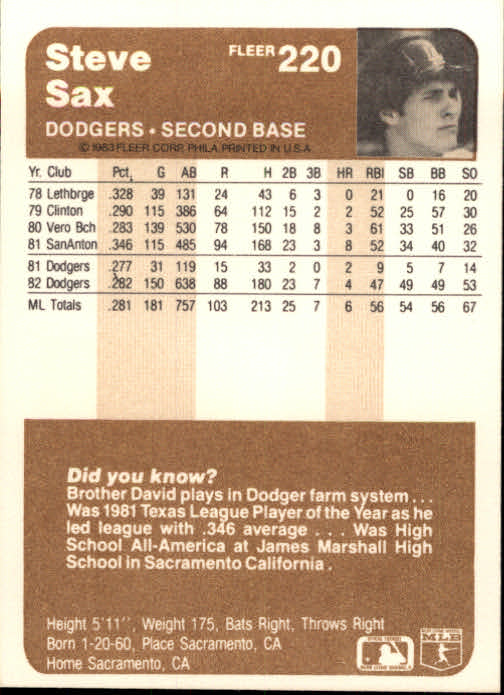 Steve
Sax
FLEER 220
DODGERS • SECOND BASE
© 1983 FLEER CORP. PHILA. PRINTED IN U.S.A.
Yr. Club Pct. G AB R H 2B 3B HR RBI SB BB SO
78 Lethbrge .328 39 131 24 43 6 3 0 21 0 16 20
79 Clinton .290 115 386 64 112 15 2 2 52 25 57 30
80 Vero Bch .283 139 530 78 150 18 8 3 61 33 51 26
81 SanAnton .346 115 485 94 168 23 3 8 52 34 40 32
81 Dodgers .277 31 119 15 33 2 0 2 9 5 7 14
82 Dodgers .282 150 638 88 180 23 7 4 47 49 49 53
ML Totals .281 181 757 103 213 25 7 6 56 54 56 67
Did you know?
Brother David plays in Dodger farm system . . .
Was 1981 Texas League Player of the Year as he
led league with .346 average . . . Was High
School All-America at James Marshall High
School in Sacramento California .
Height 5'11'', Weight 175, Bats Right, Throws Right
Born 1-20-60, Place Sacramento, CA
Home Sacramento, CA
MLB